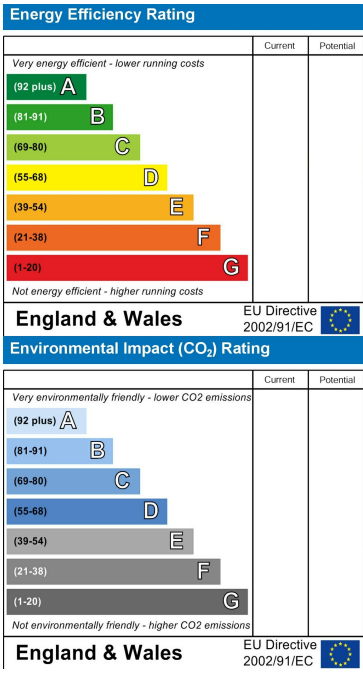 Energy Efficiency Rating
Current Potential
Very energy efficient - lower running costs
(92 plus) A
(81-91) B
(69-80) C
(55-68) D
(39-54) E
(21-38) F
(1-20) G
Not energy efficient - higher running costs
England & Wales
EU Directive
2002/91/EC
Environmental Impact (CO₂) Rating
Current Potential
Very environmentally friendly - lower CO2 emissions
(92 plus) A
(81-91) B
(69-80) C
(55-68) D
(39-54) E
(21-38) F
(1-20) G
Not environmentally friendly - higher CO2 emissions
England & Wales
EU Directive
2002/91/EC